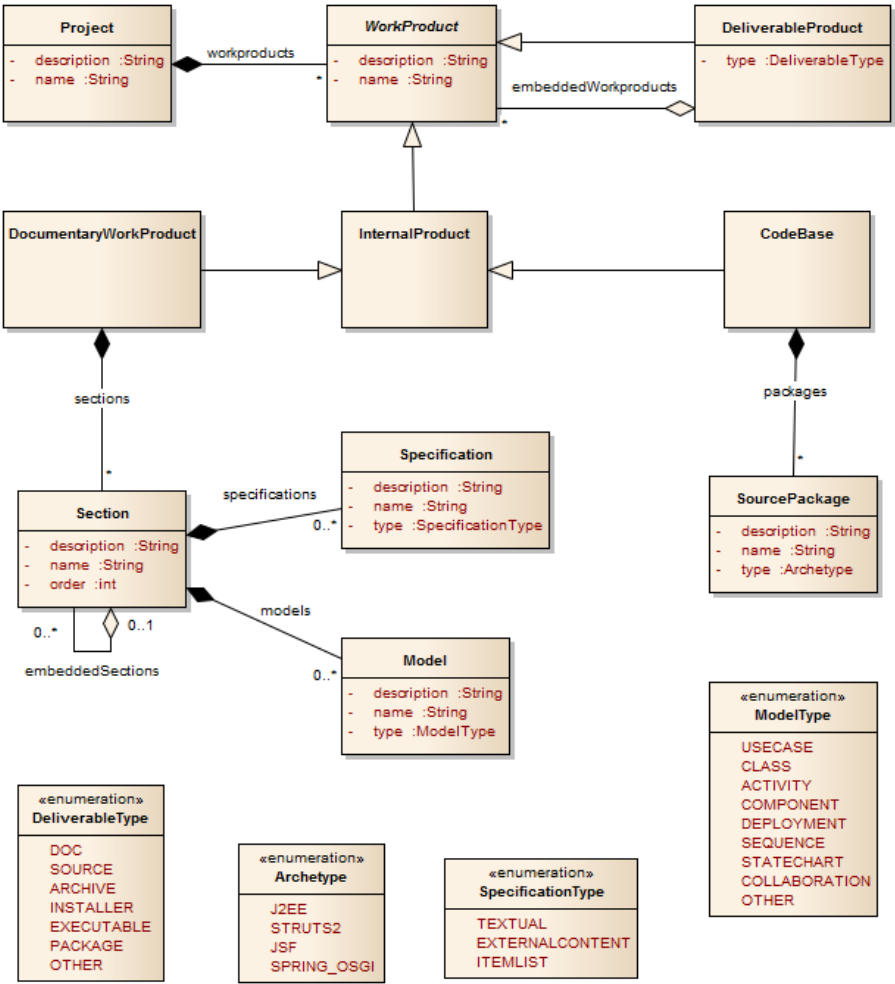 Project
- description :String
- name :String
workproducts
*
WorkProduct
- description :String
- name :String
DeliverableProduct
- type :DeliverableType
embeddedWorkproducts
*
DocumentaryWorkProduct
InternalProduct
CodeBase
sections
*
packages
*
Section
- description :String
- name :String
- order :int
specifications
0..*
Specification
- description :String
- name :String
- type :SpecificationType
SourcePackage
- description :String
- name :String
- type :Archetype
0..*
0..1
embeddedSections
models
0..*
Model
- description :String
- name :String
- type :ModelType
«enumeration»
ModelType
USECASE
CLASS
ACTIVITY
COMPONENT
DEPLOYMENT
SEQUENCE
STATECHART
COLLABORATION
OTHER
«enumeration»
DeliverableType
DOC
SOURCE
ARCHIVE
INSTALLER
EXECUTABLE
PACKAGE
OTHER
«enumeration»
Archetype
J2EE
STRUTS2
JSF
SPRING_OSGI
«enumeration»
SpecificationType
TEXTUAL
EXTERNALCONTENT
ITEMLIST